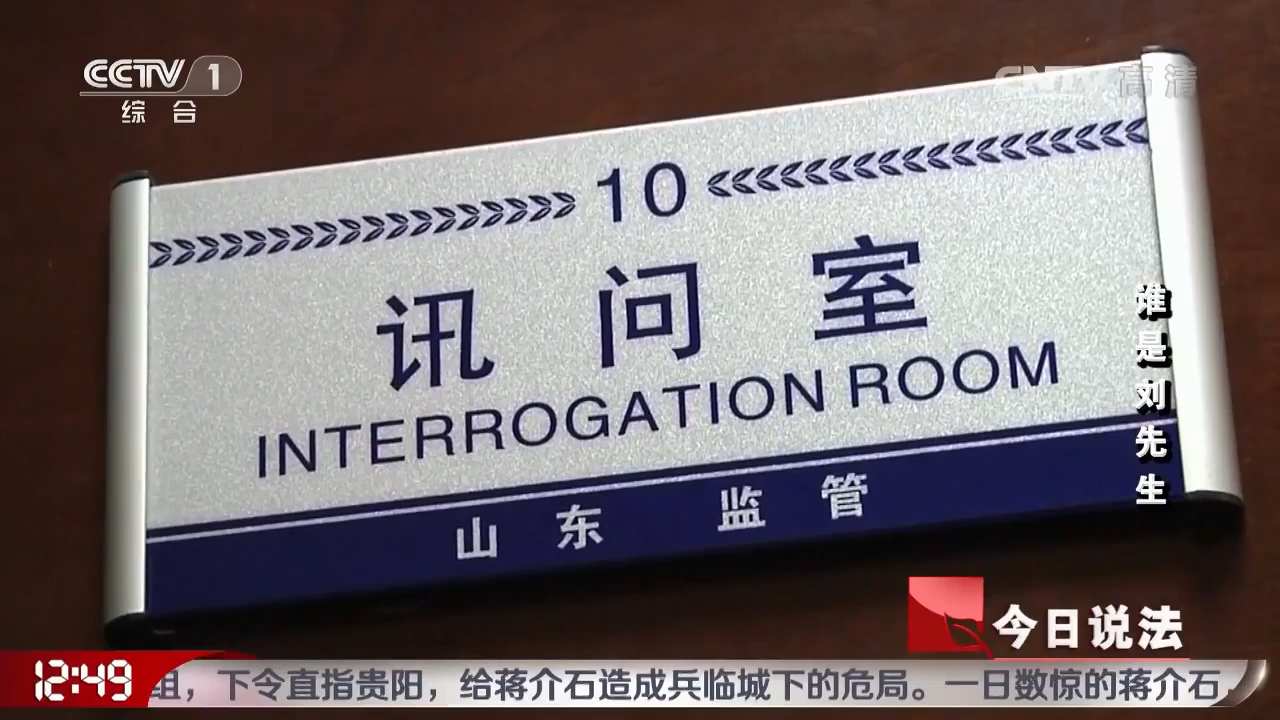 CCTV 1
综合
CNTV 高清
10
讯问室
INTERROGATION ROOM
山东 监管
谁是刘先生
今日说法
12:49
组，下令直指贵阳，给蒋介石造成兵临城下的危局。一日数惊的蒋介石，